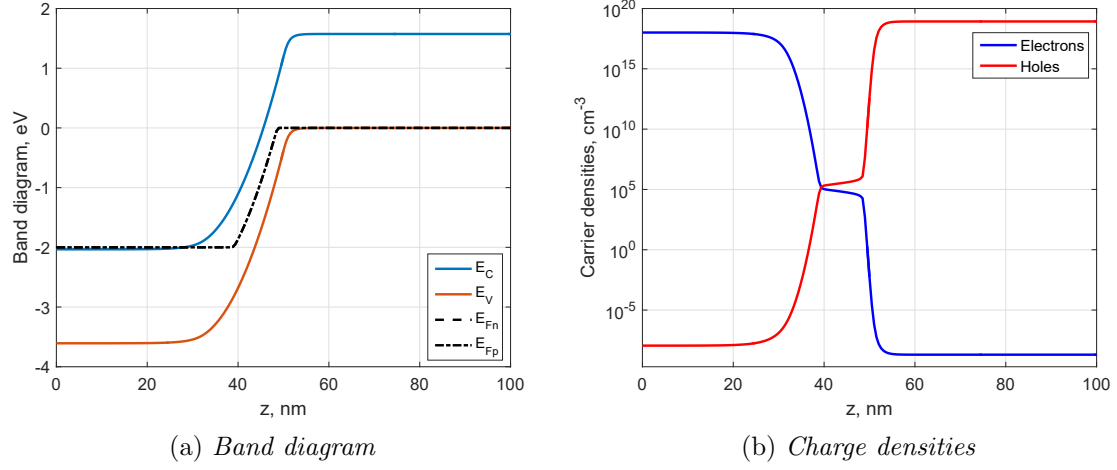 2
1
0
-1
-2
-3
-4
0
20
40
60
80
100
Band diagram, eV
z, nm
E_C
E_V
E_Fn
E_Fp
(a) Band diagram
10^20
10^15
10^10
10^5
10^0
10^-5
0
20
40
60
80
100
Carrier densities, cm^-3
z, nm
Electrons
Holes
(b) Charge densities